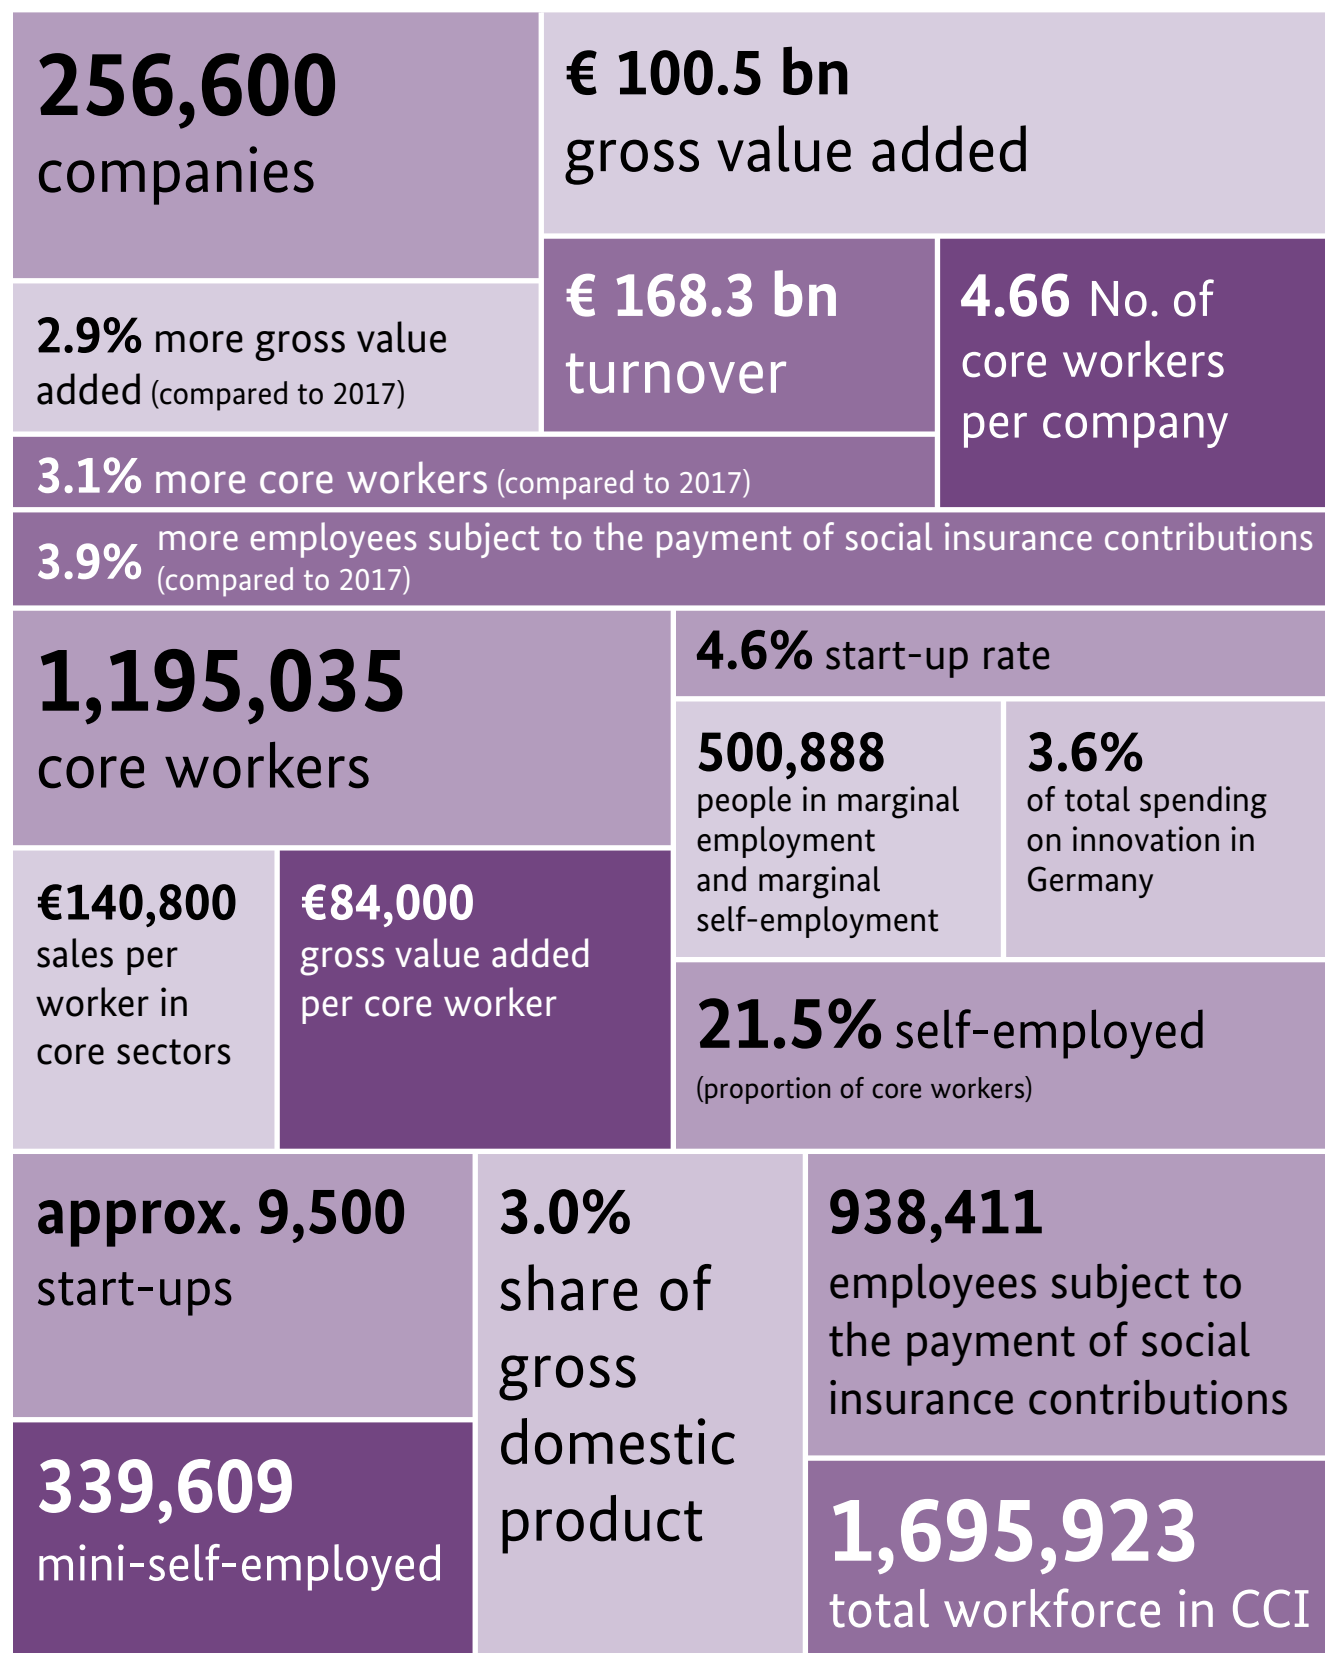 256,600
companies
€ 100.5 bn
gross value added
2.9% more gross value
added (compared to 2017)
€ 168.3 bn
turnover
4.66 No. of
core workers
per company
3.1% more core workers (compared to 2017)
3.9% more employees subject to the payment of social insurance contributions
(compared to 2017)
1,195,035
core workers
4.6% start-up rate
500,888
people in marginal
employment
and marginal
self-employment
3.6%
of total spending
on innovation in
Germany
€140,800
sales per
worker in
core sectors
€84,000
gross value added
per core worker
21.5% self-employed
(proportion of core workers)
approx. 9,500
start-ups
3.0%
share of
gross
domestic
product
938,411
employees subject to
the payment of social
insurance contributions
339,609
mini-self-employed
1,695,923
total workforce in CCI